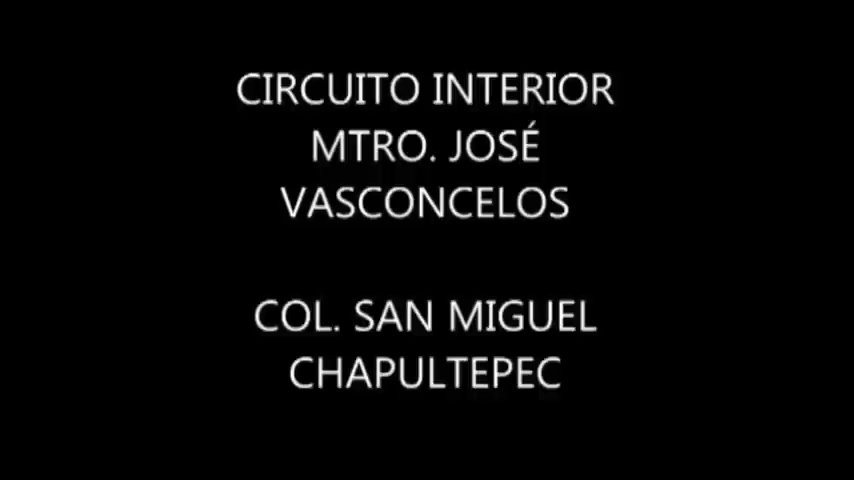 CIRCUITO INTERIOR
MTRO. JOSÉ
VASCONCELOS
COL. SAN MIGUEL
CHAPULTEPEC